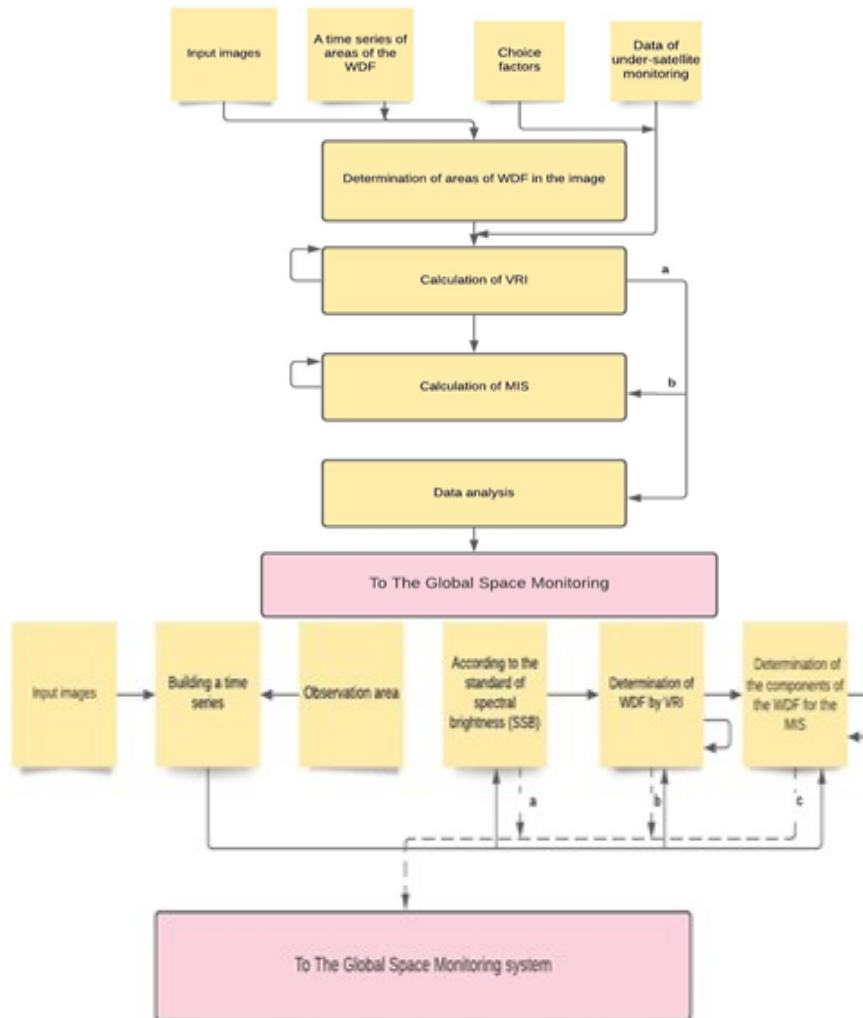 Input images
A time series of
areas of the
WDF
Choice
factors
Data of
under-satellite
monitoring
Determination of areas of WDF in the image
Calculation of VRI
a
Calculation of MIS
b
Data analysis
To The Global Space Monitoring
Input images
Building a time
series
Observation area
According to the
standard of
spectral
brightness (SSB)
Determination of
WDF by VRI
Determination of
the components of
the WDF for the
MIS
a
b
c
To The Global Space Monitoring system